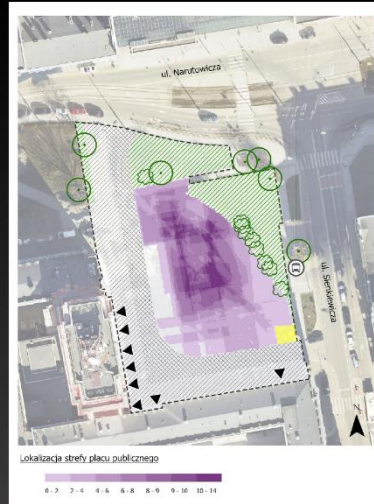 ul. Narutowicza
ul. Sienkiewicza
N
Lokalizacja strefy placu publicznego
0 - 2 2 - 4 4 - 6 6 - 8 8 - 9 9 - 10 10 - 14